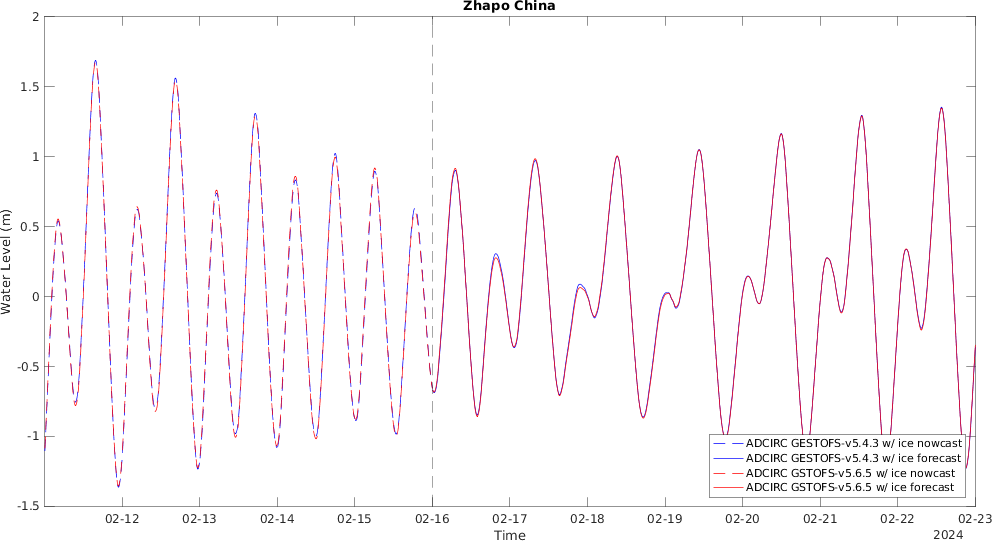 Zhapo China
2
1.5
1
0.5
0
-0.5
-1
-1.5
Water Level (m)
02-12 02-13 02-14 02-15 02-16 02-17 02-18 02-19 02-20 02-21 02-22 02-23
Time
2024
ADCIRC GESTOFS-v5.4.3 w/ ice nowcast
ADCIRC GESTOFS-v5.4.3 w/ ice forecast
ADCIRC GSTOFS-v5.6.5 w/ ice nowcast
ADCIRC GSTOFS-v5.6.5 w/ ice forecast